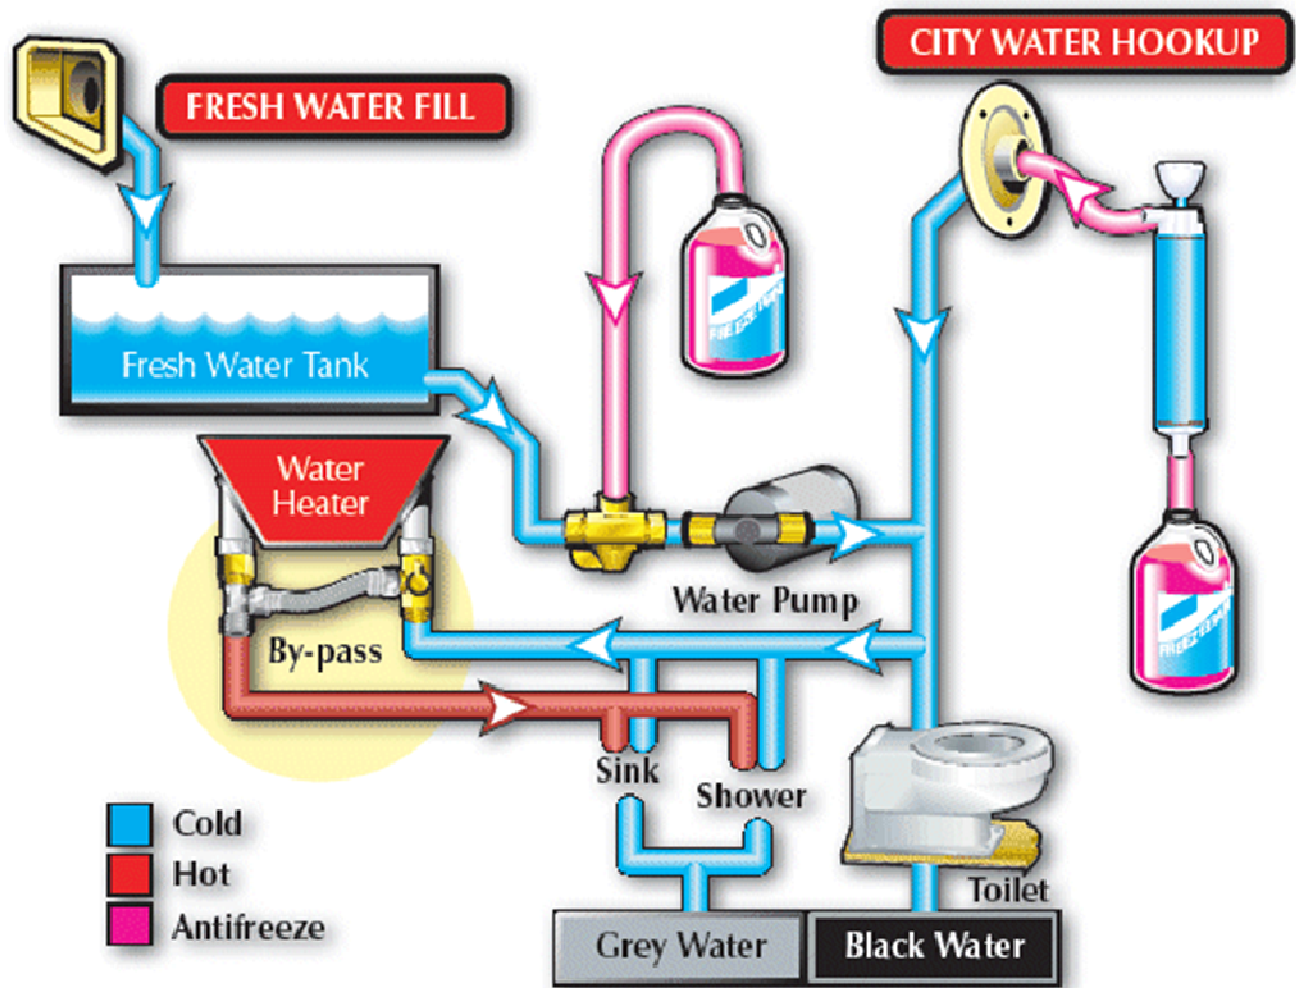 CITY WATER HOOKUP
FRESH WATER FILL
Fresh Water Tank
Water
Heater
Water Pump
By-pass
Sink
Shower
Cold
Hot
Antifreeze
Toilet
Grey Water
Black Water